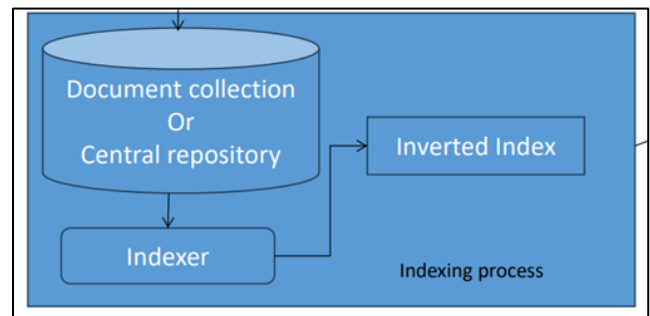 Document collection
Or
Central repository
Inverted Index
Indexer
Indexing process